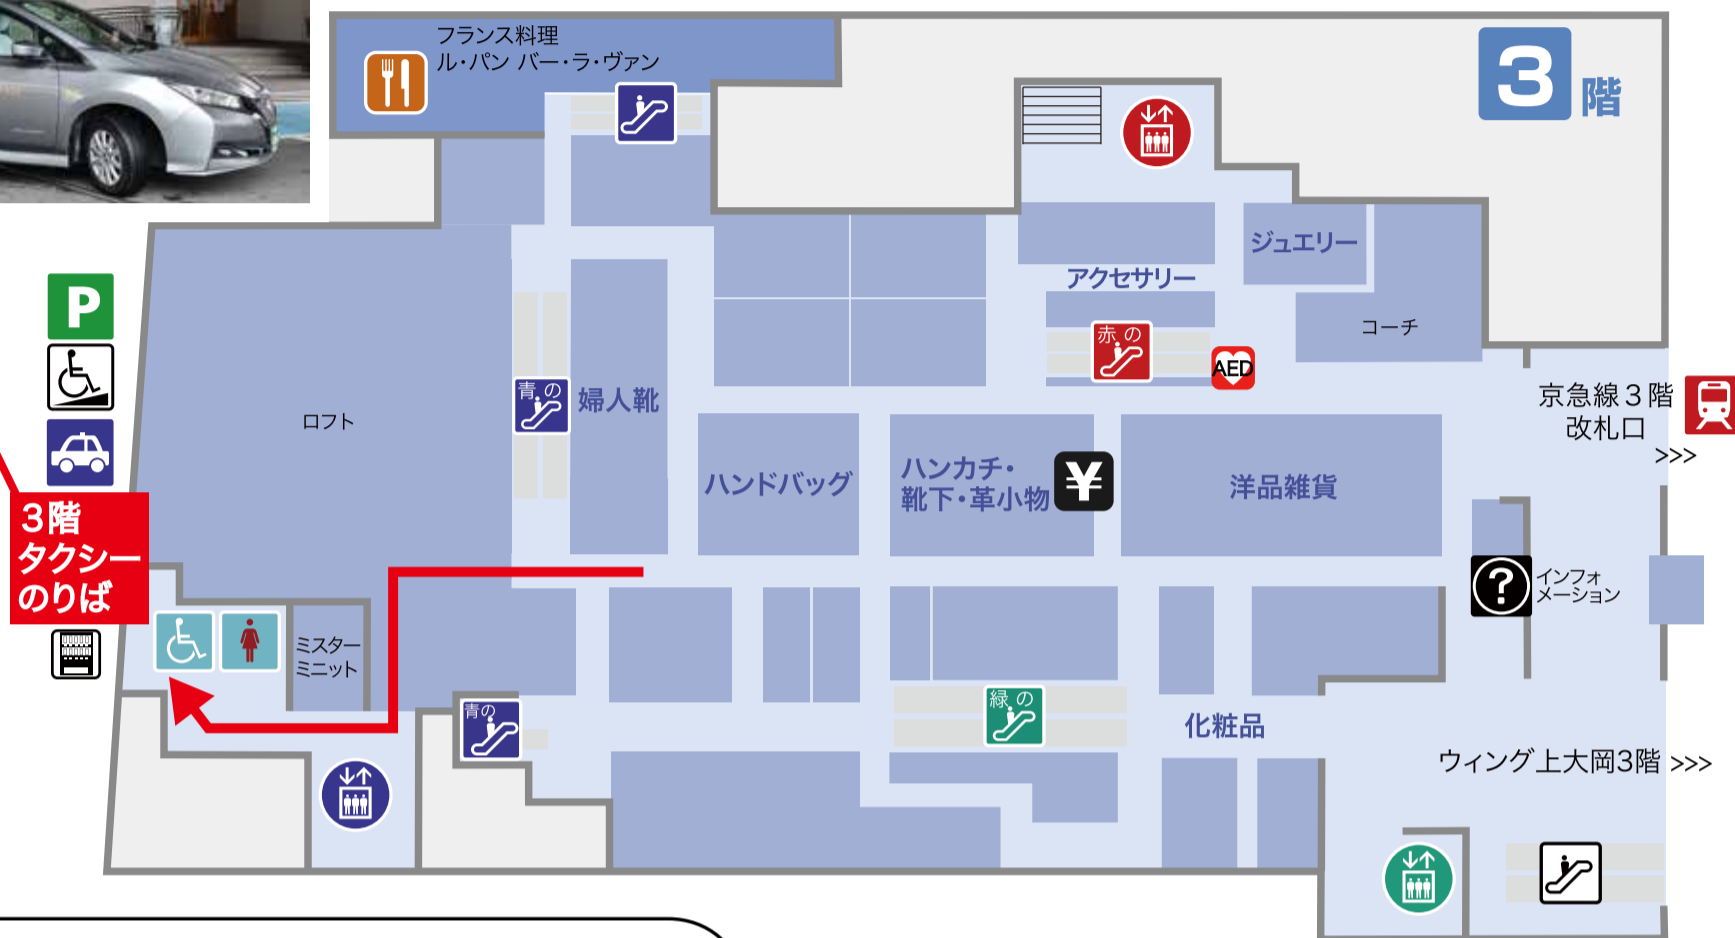 フランス料理
ル・パン バー・ラ・ヴァン
3階
P
ジュエリー
アクセサリー
コーチ
赤の
AED
京急線３階
改札口
>>>
青の
婦人靴
ロフト
ハンドバッグ
ハンカチ・
靴下・革小物
¥
洋品雑貨
3階
タクシー
のりば
?
インフォ
メーション
ミスター
ミニット
青の
緑の
化粧品
ウィング上大岡3階 >>>